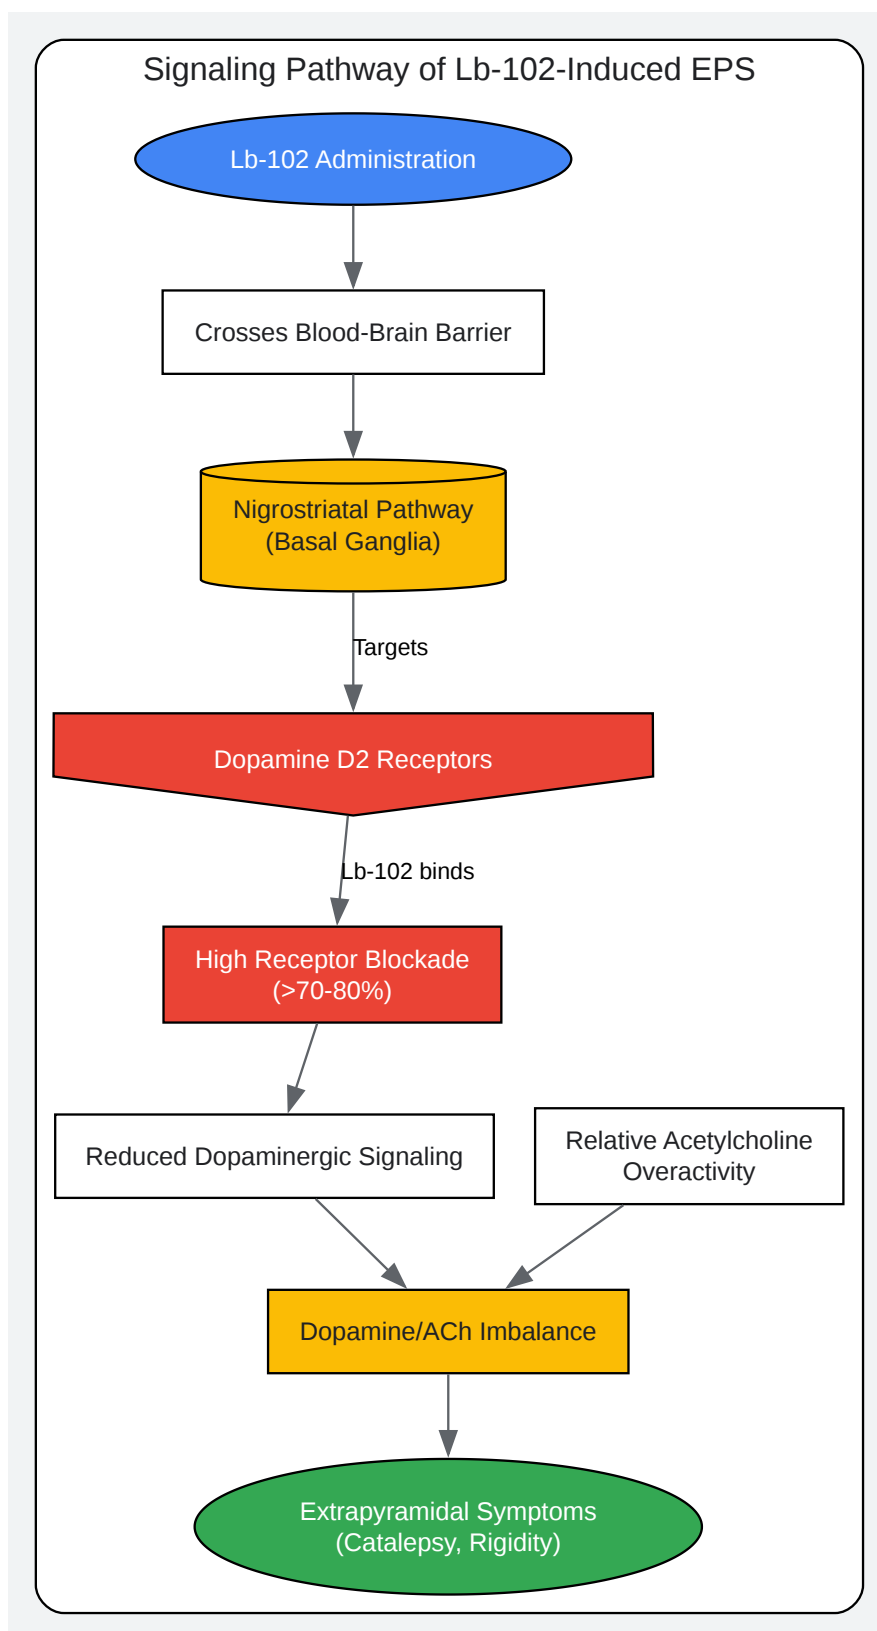 Signaling Pathway of Lb-102-Induced EPS
Lb-102 Administration
Crosses Blood-Brain Barrier
Nigrostriatal Pathway
(Basal Ganglia)
Targets
Dopamine D2 Receptors
Lb-102 binds
High Receptor Blockade
(>70-80%)
Reduced Dopaminergic Signaling
Relative Acetylcholine
Overactivity
Dopamine/ACh Imbalance
Extrapyramidal Symptoms
(Catalepsy, Rigidity)